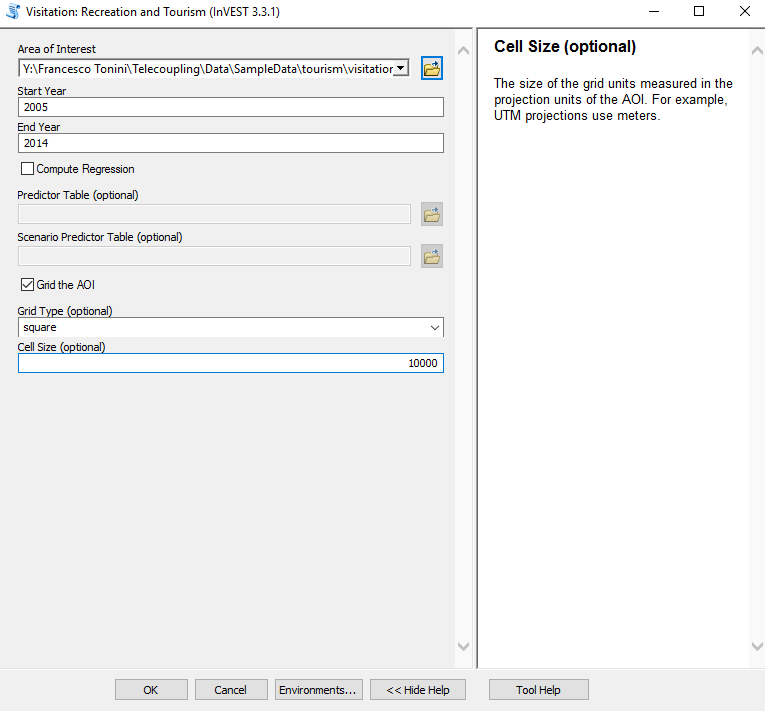 Visitation: Recreation and Tourism (InVEST 3.3.1)
Area of Interest
Y:\Francesco Tonini\Telecoupling\Data\SampleData\tourism\visitation
Start Year
2005
End Year
2014
Compute Regression
Predictor Table (optional)
Scenario Predictor Table (optional)
Grid the AOI
Grid Type (optional)
square
Cell Size (optional)
10000
OK
Cancel
Environments...
<< Hide Help
Cell Size (optional)
The size of the grid units measured in the
projection units of the AOI. For example,
UTM projections use meters.
Tool Help